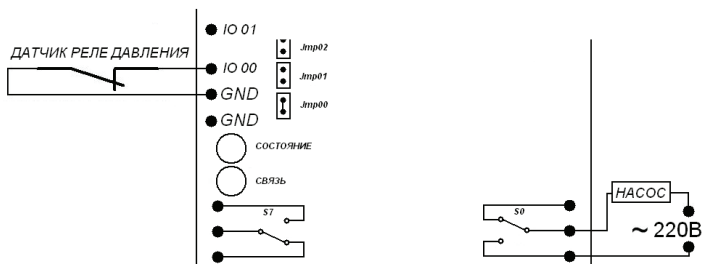 IO 01
Jmp02
ДАТЧИК РЕЛЕ ДАВЛЕНИЯ
IO 00
Jmp01
GND
Jmp00
GND
СОСТОЯНИЕ
СВЯЗЬ
НАСОС
S7
S0
~ 220В